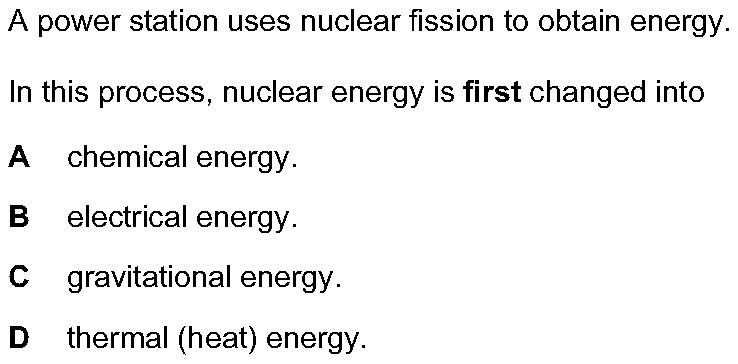 A power station uses nuclear fission to obtain energy.
In this process, nuclear energy is first changed into
A chemical energy.
B electrical energy.
C gravitational energy.
D thermal (heat) energy.